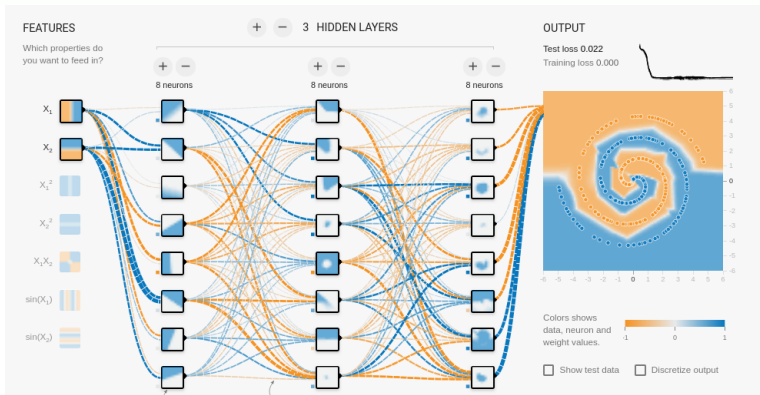 FEATURES
+ − 3 HIDDEN LAYERS
OUTPUT
Which properties do
you want to feed in?
Test loss 0.022
Training loss 0.000
+ −
+ −
+ −
8 neurons
8 neurons
8 neurons
X₁
X₂
X₁²
X₂²
X₁X₂
sin(X₁)
sin(X₂)
6
5
4
3
2
1
0
-1
-2
-3
-4
-5
-6
-6 -5 -4 -3 -2 -1 0 1 2 3 4 5 6
Colors shows
data, neuron and
weight values.
-1 0 1
Show test data
Discretize output